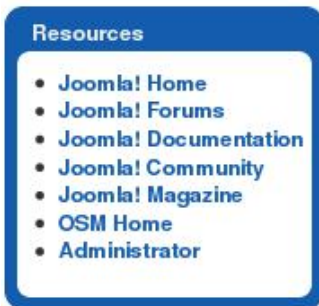 Resources
Joomla! Home
Joomla! Forums
Joomla! Documentation
Joomla! Community
Joomla! Magazine
OSM Home
Administrator